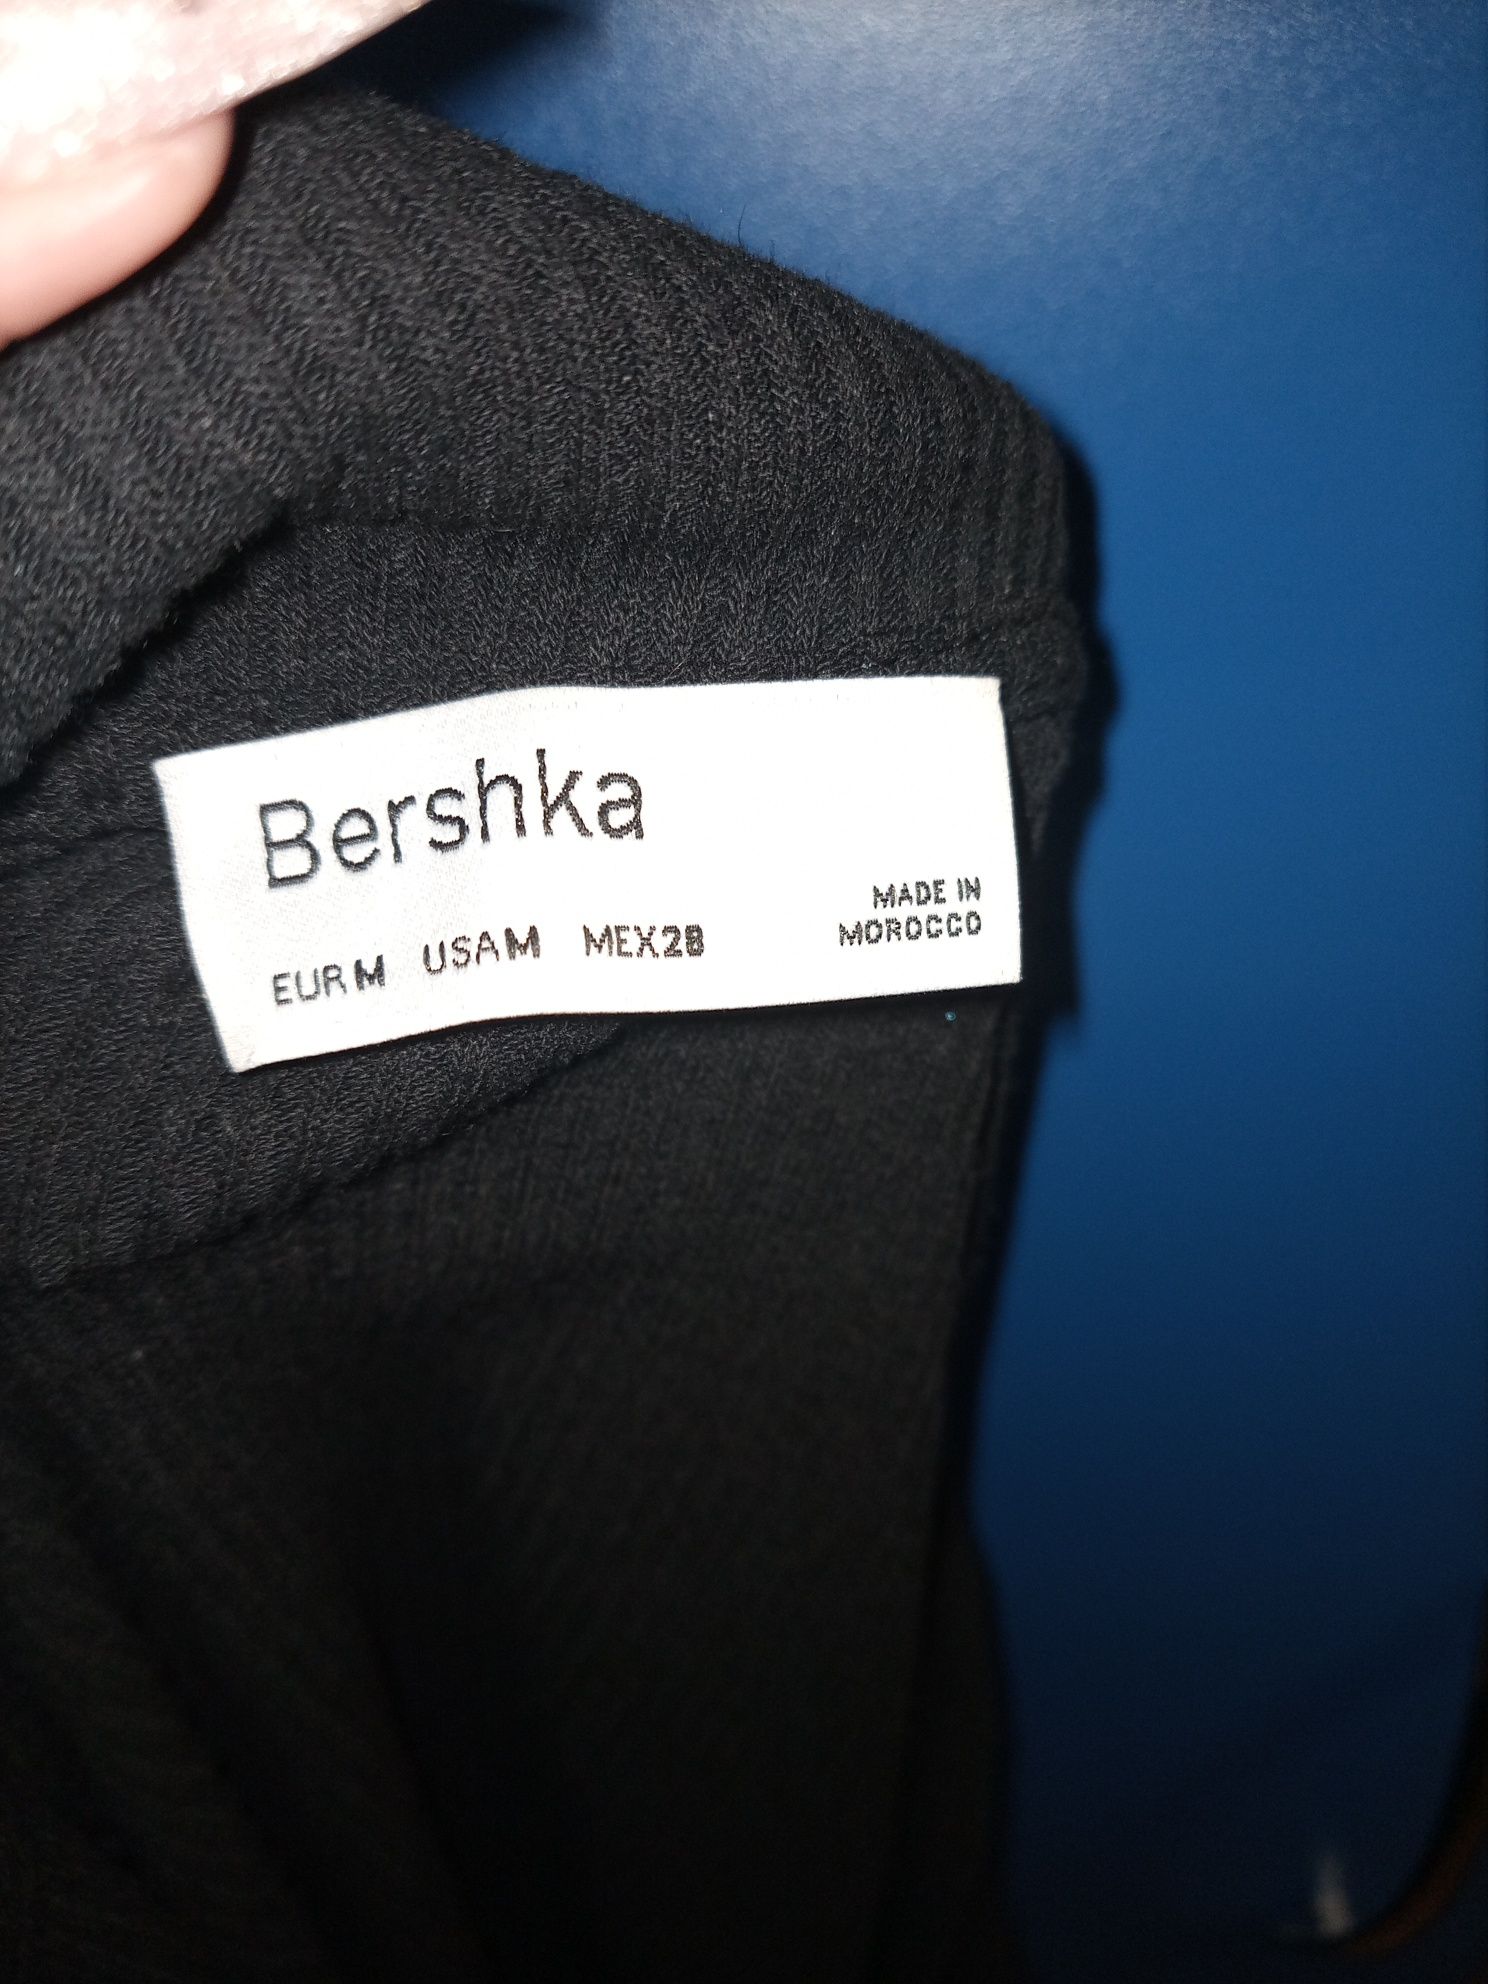 Bershka
EUR M USA M MEX 28
MADE IN
MOROCCO